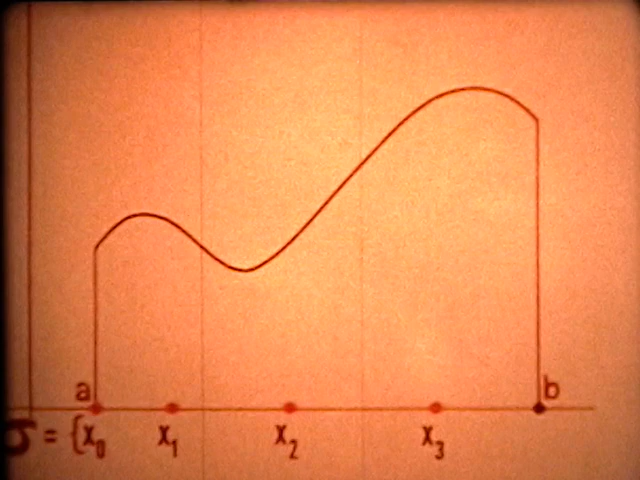 a b
σ = {x₀ x₁ x₂ x₃